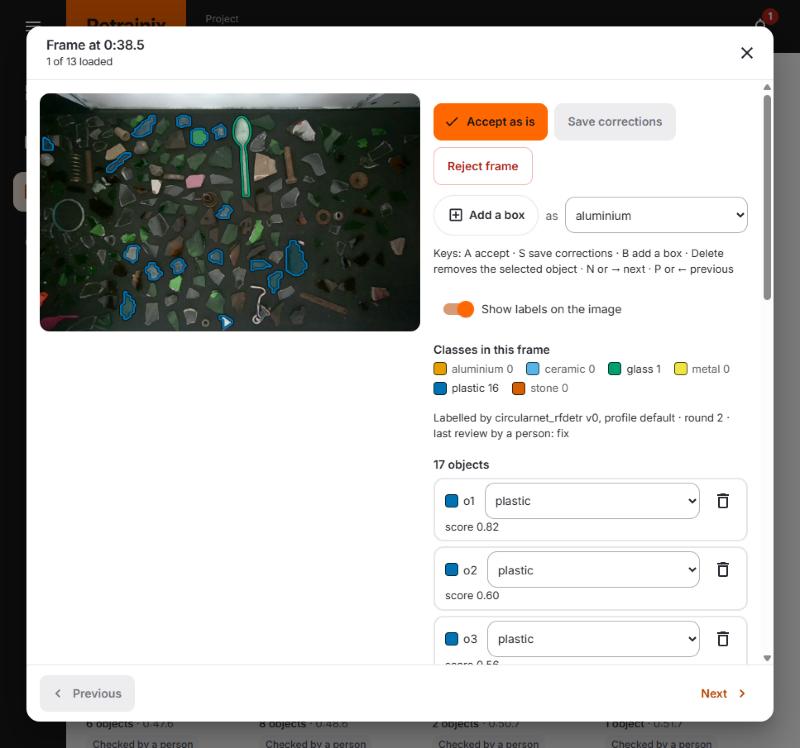 Retrainix
Project
1
Frame at 0:38.5
1 of 13 loaded
Accept as is
Save corrections
Reject frame
Add a box
as
aluminium
Keys: A accept · S save corrections · B add a box · Delete
removes the selected object · N or → next · P or ← previous
Show labels on the image
Classes in this frame
aluminium 0
ceramic 0
glass 1
metal 0
plastic 16
stone 0
Labelled by circularnet_rfdetr v0, profile default · round 2 ·
last review by a person: fix
17 objects
o1
plastic
score 0.82
o2
plastic
score 0.60
o3
plastic
score 0.56
Previous
Next
6 objects · 0:47.6
8 objects · 0:48.6
2 objects · 0:50.7
1 object · 0:51.7
Checked by a person
Checked by a person
Checked by a person
Checked by a person